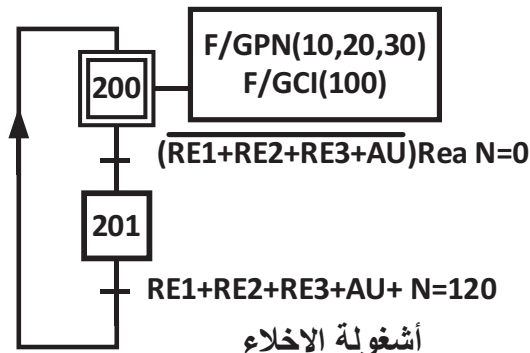 200
F/GPN(10,20,30)
F/GCI(100)
(RE1+RE2+RE3+AU)Rea N=0
201
RE1+RE2+RE3+AU+ N=120
أشغولة الاخلاء